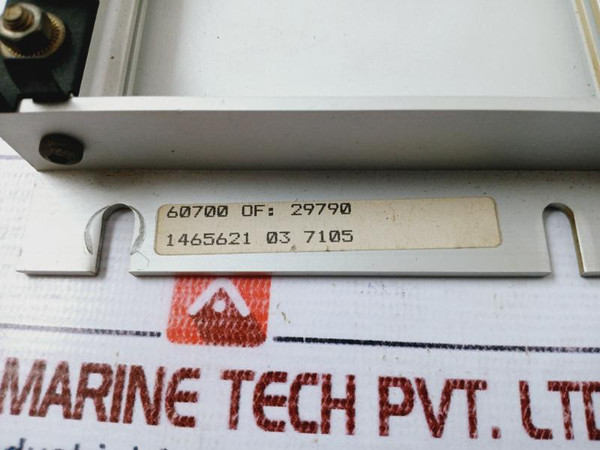 60700 OF: 29790
1465621 03 7105
MARINE TECH PVT. LTD